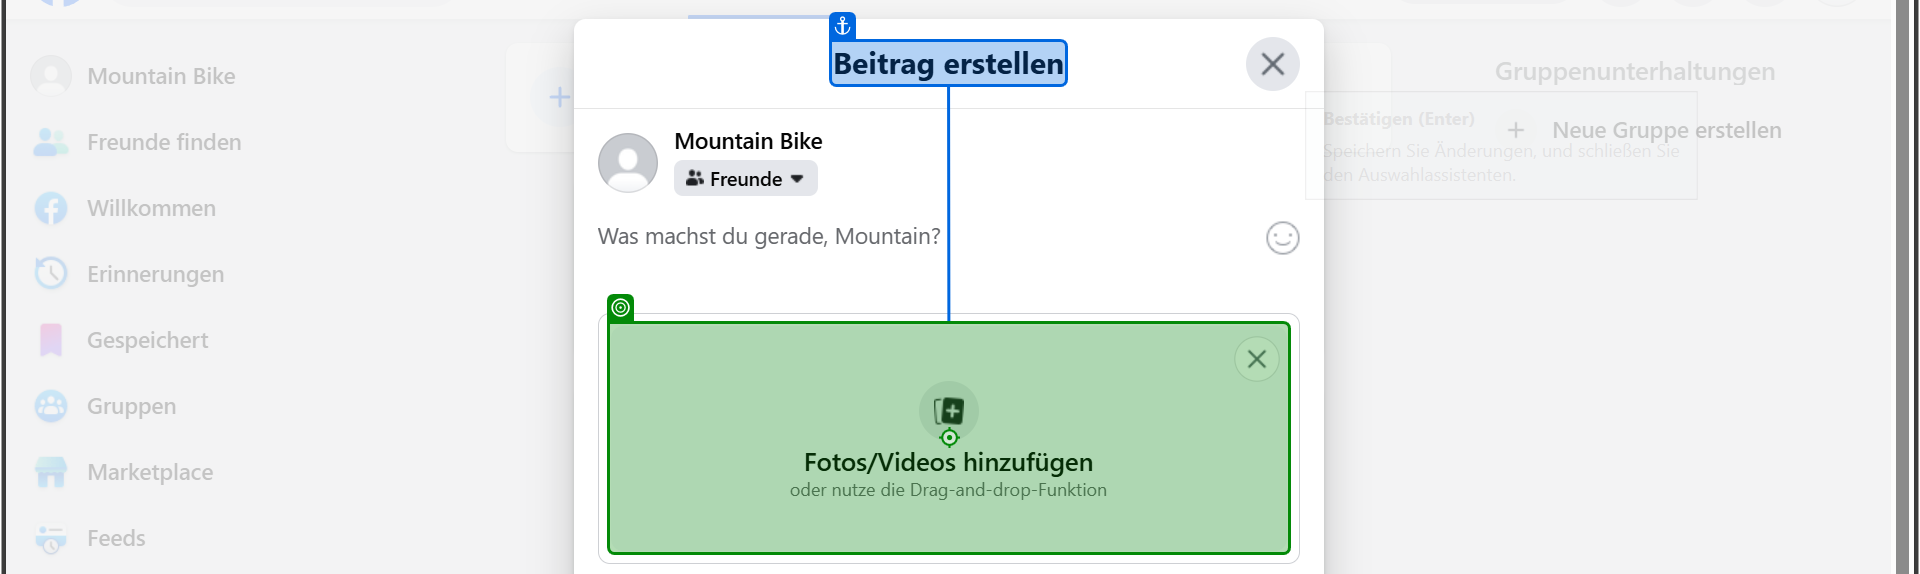 Beitrag erstellen
Mountain Bike
Freunde finden
Willkommen
Erinnerungen
Gespeichert
Gruppen
Marketplace
Feeds
Mountain Bike
Freunde
Was machst du gerade, Mountain?
Fotos/Videos hinzufügen
oder nutze die Drag-and-drop-Funktion
Gruppenunterhaltungen
Neue Gruppe erstellen
Bestätigen (Enter)
Speichern Sie Änderungen, und schließen Sie
den Auswahlassistenten.